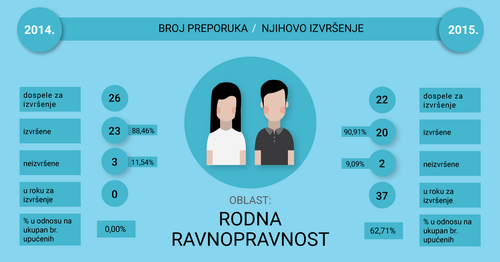 2014.
BROJ PREPORUKA / NJIHOVO IZVRŠENJE
2015.
dospele za
izvršenje
26
izvršene
23
88,46%
neizvršene
3
11,54%
u roku za
izvršenje
0
% u odnosu na
ukupan br.
upućenih
0,00%
OBLAST:
RODNA
RAVNOPRAVNOST
22
dospele za
izvršenje
90,91%
20
izvršene
9,09%
2
neizvršene
37
u roku za
izvršenje
62,71%
% u odnosu na
ukupan br.
upućenih